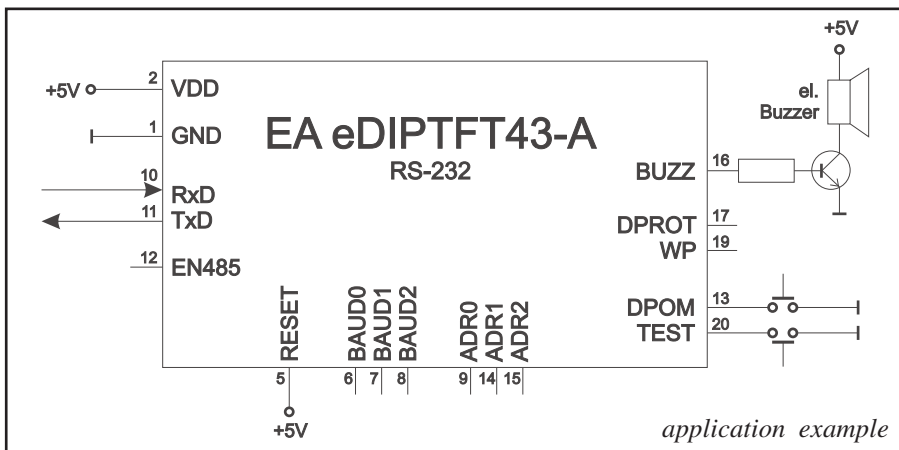 +5V
2
VDD
+5V
1
GND
EA eDIPTFT43-A
RS-232
el.
Buzzer
10
RxD
11
TxD
12
EN485
BUZZ
16
DPROT
17
WP
19
DPOM
13
TEST
20
RESET
BAUD0
BAUD1
BAUD2
ADR0
ADR1
ADR2
5
6
7
8
9
14
15
+5V
application example